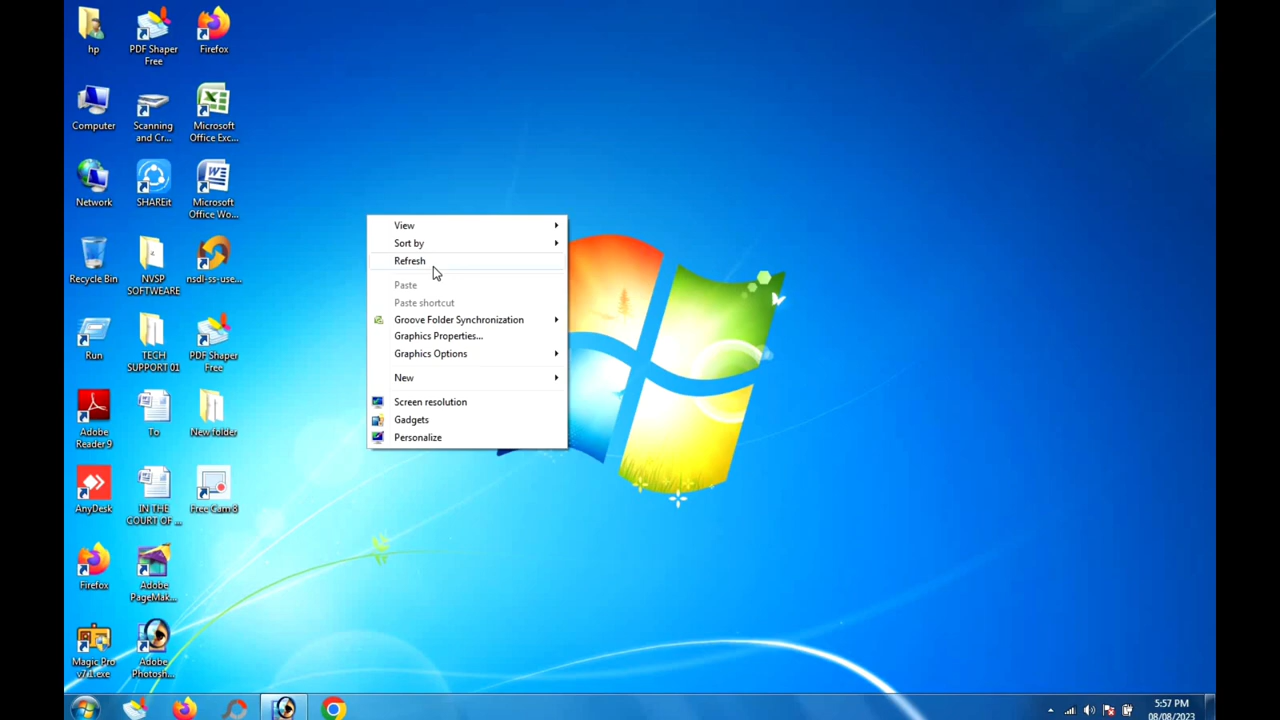 hp
PDF Shaper
Free
Firefox
Computer
Scanning
and Cr...
Microsoft
Office Exc...
Network
SHAREit
Microsoft
Office Wo...
Recycle Bin
NVSP
SOFTWEARE
nsdl-ss-use...
Run
TECH
SUPPORT 01
PDF Shaper
Free
Adobe
Reader 9
To
New folder
AnyDesk
IN THE
COURT OF ...
Free Cam 8
Firefox
Adobe
PageMak...
Magic Pro
v7.1.exe
Adobe
Photosh...
View
Sort by
Refresh
Paste
Paste shortcut
Groove Folder Synchronization
Graphics Properties...
Graphics Options
New
Screen resolution
Gadgets
Personalize
5:57 PM
08/08/2023